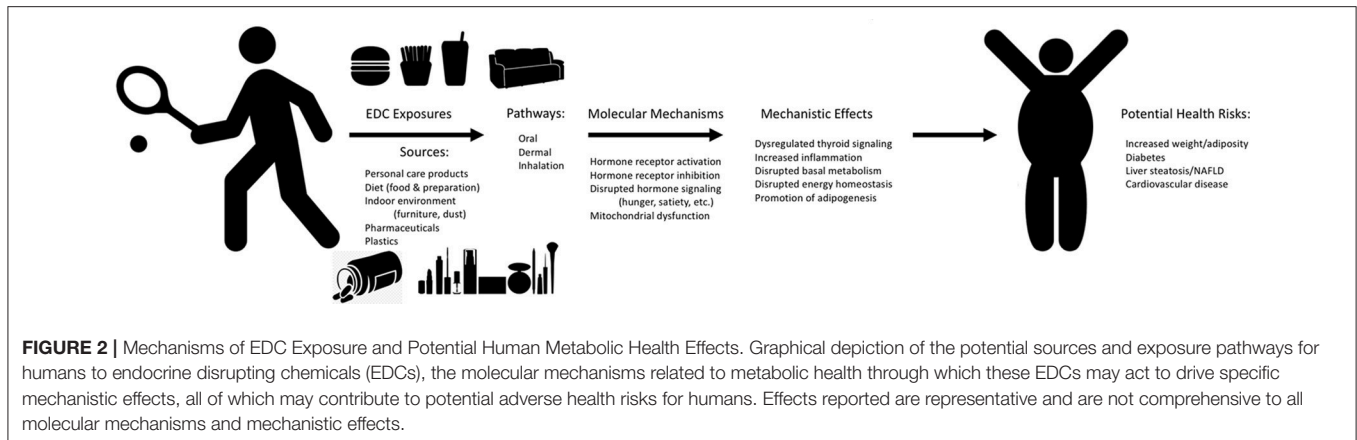 EDC Exposures
Sources:
Personal care products
Diet (food & preparation)
Indoor environment
(furniture, dust)
Pharmaceuticals
Plastics
Pathways:
Oral
Dermal
Inhalation
Molecular Mechanisms
Hormone receptor activation
Hormone receptor inhibition
Disrupted hormone signaling
(hunger, satiety, etc.)
Mitochondrial dysfunction
Mechanistic Effects
Dysregulated thyroid signaling
Increased inflammation
Disrupted basal metabolism
Disrupted energy homeostasis
Promotion of adipogenesis
Potential Health Risks:
Increased weight/adiposity
Diabetes
Liver steatosis/NAFLD
Cardiovascular disease
FIGURE 2 | Mechanisms of EDC Exposure and Potential Human Metabolic Health Effects. Graphical depiction of the potential sources and exposure pathways for
humans to endocrine disrupting chemicals (EDCs), the molecular mechanisms related to metabolic health through which these EDCs may act to drive specific
mechanistic effects, all of which may contribute to potential adverse health risks for humans. Effects reported are representative and are not comprehensive to all
molecular mechanisms and mechanistic effects.